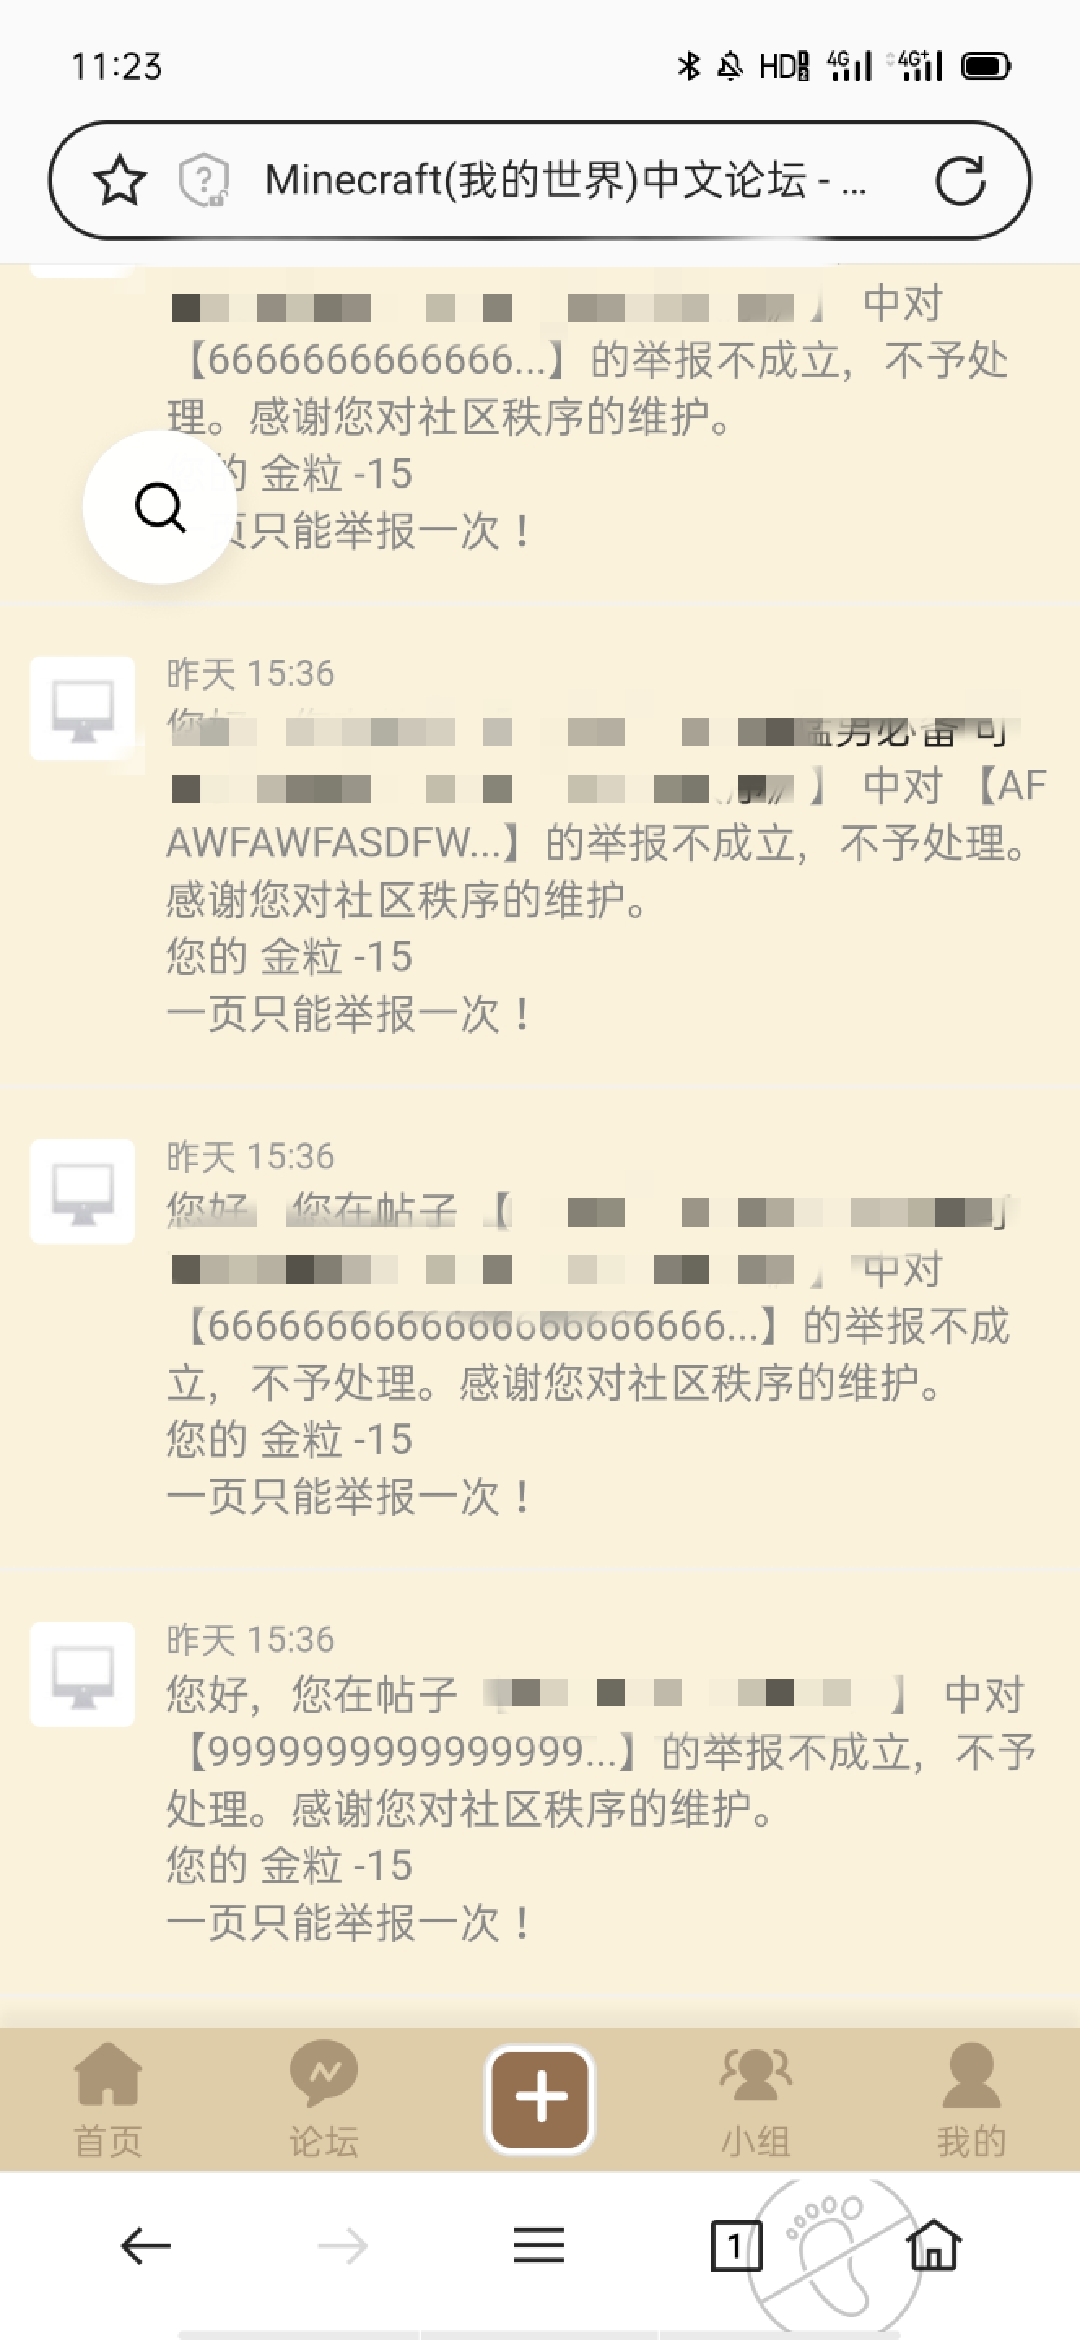 11:23
HD 4G 4G+
Minecraft(我的世界)中文论坛 - ...
】 中对
【6666666666666...】的举报不成立，不予处
理。感谢您对社区秩序的维护。
的 金粒 -15
页只能举报一次！
昨天 15:36
猛男必备 可
】 中对 【AF
AWFAWFASDFW...】的举报不成立，不予处理。
感谢您对社区秩序的维护。
您的 金粒 -15
一页只能举报一次！
昨天 15:36
您好 您在帖子 【
】 中对
【6666666666666666666666...】的举报不成
立，不予处理。感谢您对社区秩序的维护。
您的 金粒 -15
一页只能举报一次！
昨天 15:36
您好，您在帖子 】 中对
【9999999999999999...】的举报不成立，不予
处理。感谢您对社区秩序的维护。
您的 金粒 -15
一页只能举报一次！
首页 论坛 小组 我的
1